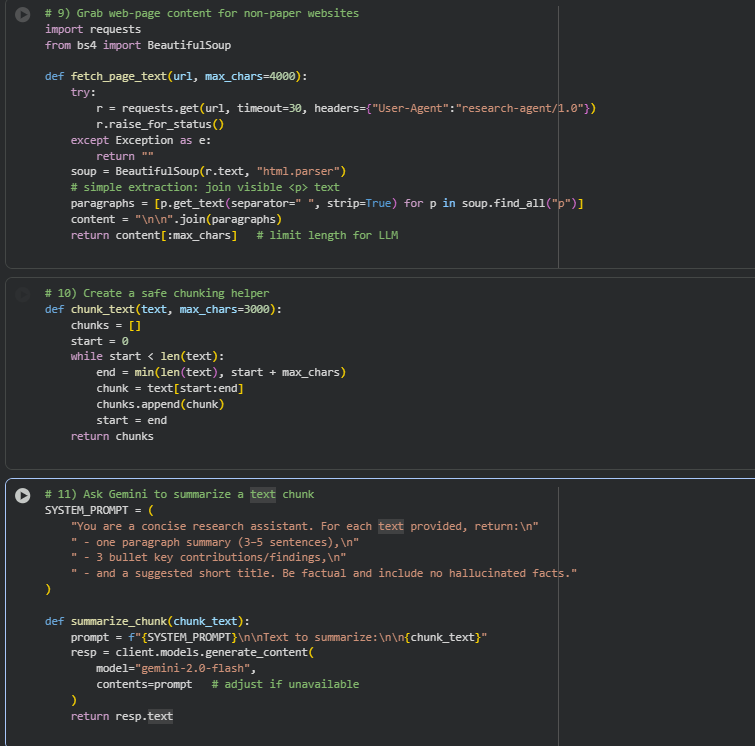 # 9) Grab web-page content for non-paper websites
import requests
from bs4 import BeautifulSoup
def fetch_page_text(url, max_chars=4000):
    try:
        r = requests.get(url, timeout=30, headers={"User-Agent":"research-agent/1.0"})
        r.raise_for_status()
    except Exception as e:
        return ""
    soup = BeautifulSoup(r.text, "html.parser")
    # simple extraction: join visible <p> text
    paragraphs = [p.get_text(separator=" ", strip=True) for p in soup.find_all("p")]
    content = "\n\n".join(paragraphs)
    return content[:max_chars]   # limit length for LLM
# 10) Create a safe chunking helper
def chunk_text(text, max_chars=3000):
    chunks = []
    start = 0
    while start < len(text):
        end = min(len(text), start + max_chars)
        chunk = text[start:end]
        chunks.append(chunk)
        start = end
    return chunks
# 11) Ask Gemini to summarize a text chunk
SYSTEM_PROMPT = (
    "You are a concise research assistant. For each text provided, return:\n"
    " - one paragraph summary (3–5 sentences),\n"
    " - 3 bullet key contributions/findings,\n"
    " - and a suggested short title. Be factual and include no hallucinated facts."
)
def summarize_chunk(chunk_text):
    prompt = f"{SYSTEM_PROMPT}\n\nText to summarize:\n\n{chunk_text}"
    resp = client.models.generate_content(
        model="gemini-2.0-flash",
        contents=prompt   # adjust if unavailable
    )
    return resp.text